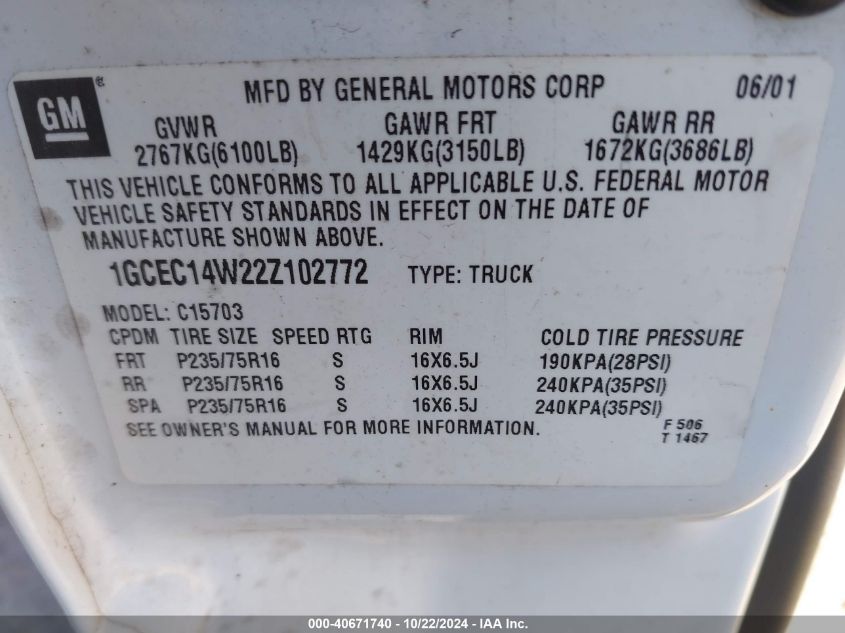 GM
®
MFD BY GENERAL MOTORS CORP 06/01
GVWR GAWR FRT GAWR RR
2767KG(6100LB) 1429KG(3150LB) 1672KG(3686LB)
THIS VEHICLE CONFORMS TO ALL APPLICABLE U.S. FEDERAL MOTOR
VEHICLE SAFETY STANDARDS IN EFFECT ON THE DATE OF
MANUFACTURE SHOWN ABOVE.
1GCEC14W22Z102772 TYPE: TRUCK
MODEL: C15703
CPDM TIRE SIZE SPEED RTG RIM COLD TIRE PRESSURE
FRT P235/75R16 S 16X6.5J 190KPA(28PSI)
RR P235/75R16 S 16X6.5J 240KPA(35PSI)
SPA P235/75R16 S 16X6.5J 240KPA(35PSI)
SEE OWNER'S MANUAL FOR MORE INFORMATION.
F 506
T 1467
000-40671740 - 10/22/2024 - IAA Inc.